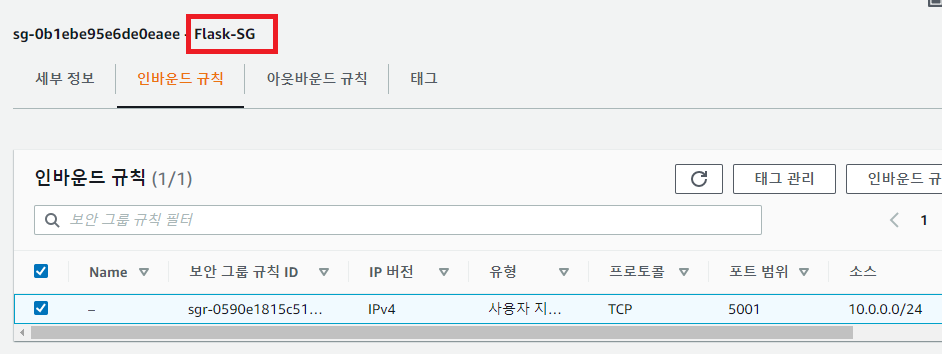 sg-0b1ebe95e6de0eaee - Flask-SG
세부 정보 인바운드 규칙 아웃바운드 규칙 태그
인바운드 규칙 (1/1) 태그 관리 인바운드 규
보안 그룹 규칙 필터 1
Name 보안 그룹 규칙 ID IP 버전 유형 프로토콜 포트 범위 소스
– sgr-0590e1815c51... IPv4 사용자 지... TCP 5001 10.0.0.0/24